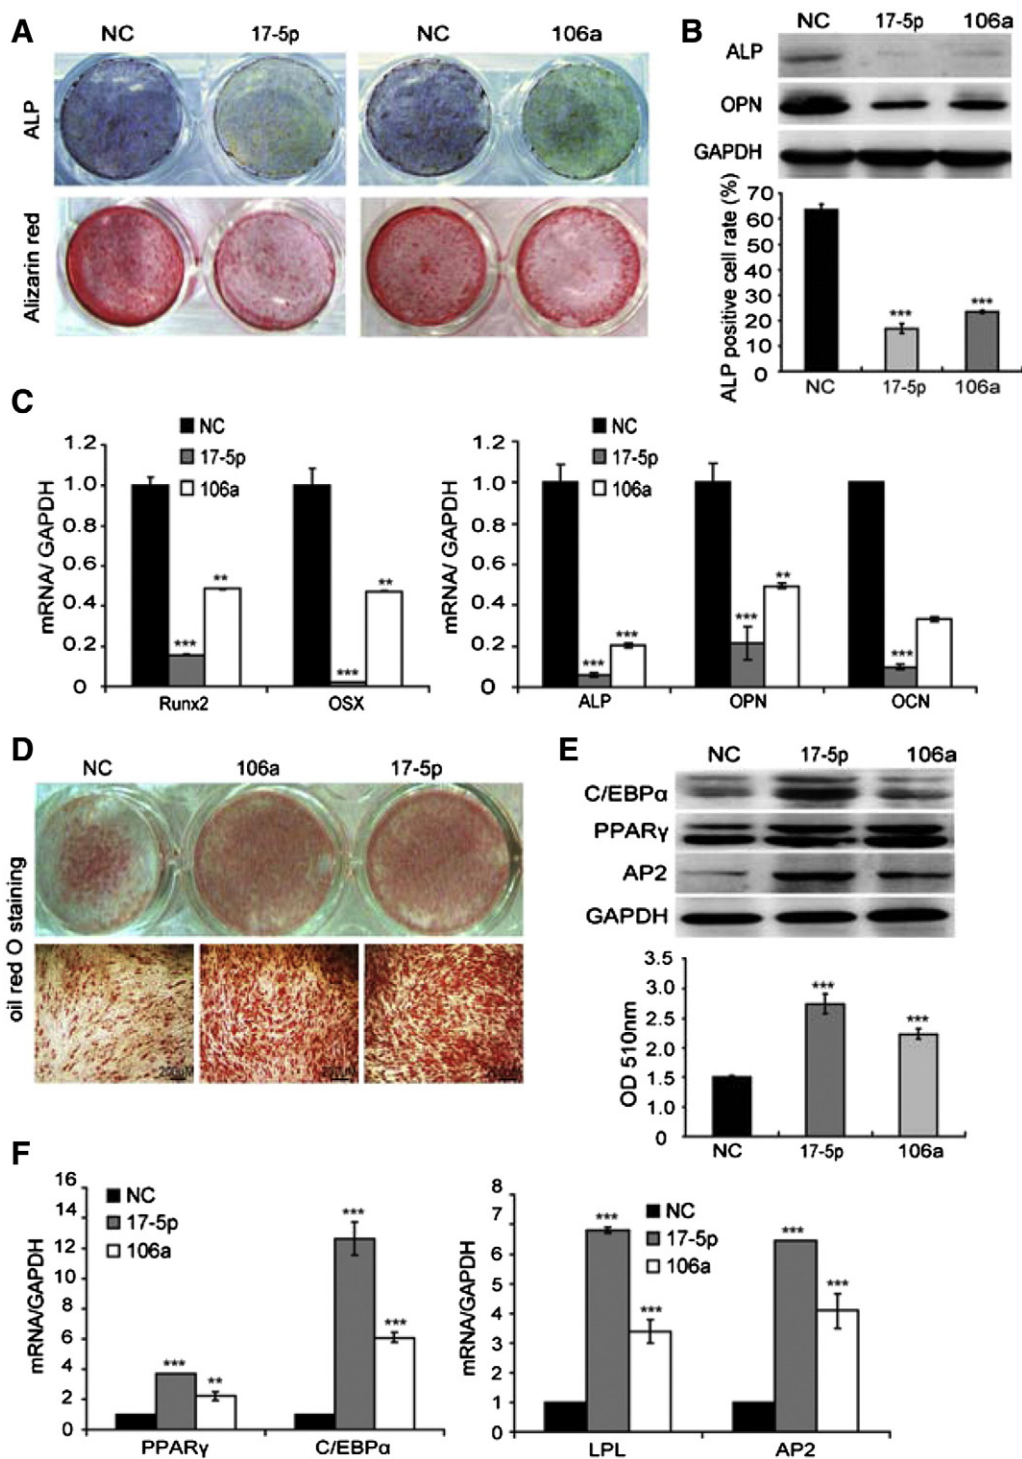 A
NC 17-5p NC 106a
ALP
Alizarin red
B
NC 17-5p 106a
ALP
OPN
GAPDH
ALP positive cell rate (%)
70
60
50
40
30
20
10
0
NC 17-5p 106a
***
***
C
NC
17-5p
106a
mRNA/ GAPDH
1.2
1.0
0.8
0.6
0.4
0.2
0
*** ** *** **
Runx2 OSX
NC
17-5p
106a
mRNA/ GAPDH
1.2
1.0
0.8
0.6
0.4
0.2
0
*** *** *** ** ***
ALP OPN OCN
D
NC 106a 17-5p
oil red O staining
E
NC 17-5p 106a
C/EBPα
PPARγ
AP2
GAPDH
OD 510nm
3.5
3.0
2.5
2.0
1.5
1.0
0
*** ***
NC 17-5p 106a
F
NC
17-5p
106a
mRNA/GAPDH
16
14
12
10
8
6
4
2
0
*** ** *** ***
PPARγ C/EBPα
NC
17-5p
106a
mRNA/GAPDH
8
7
6
5
4
3
2
1
0
*** *** *** ***
LPL AP2